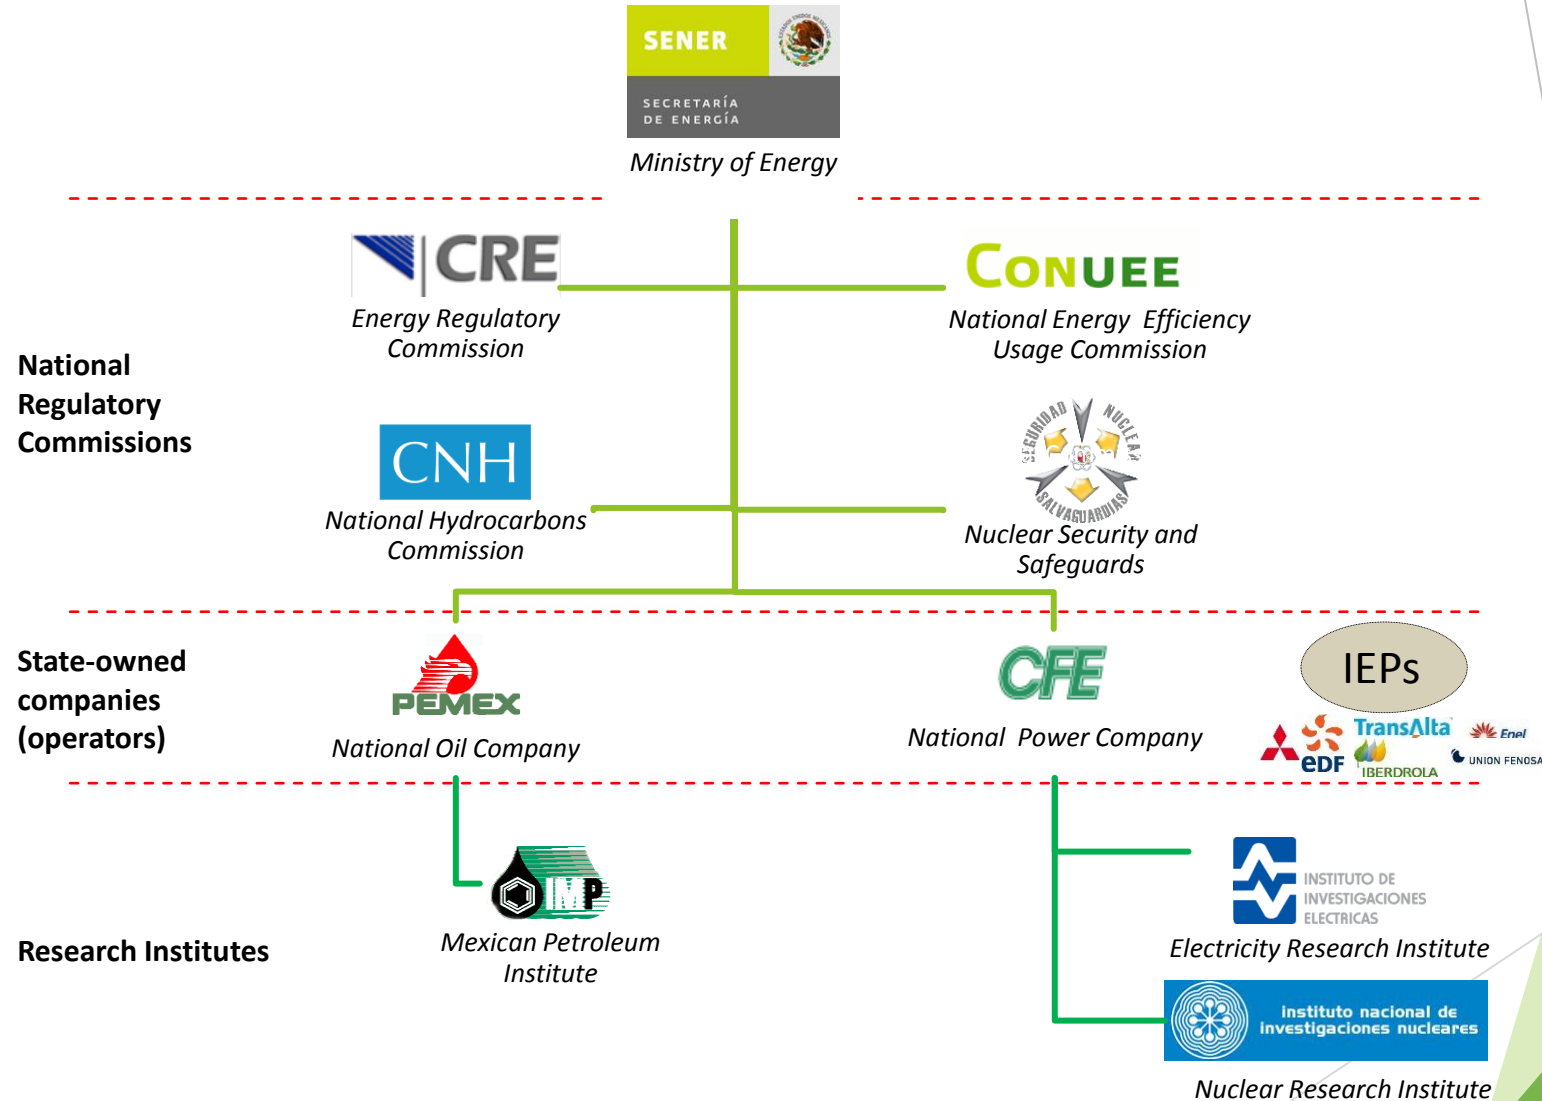 SENER
SECRETARÍA
DE ENERGÍA
Ministry of Energy
CRE
Energy Regulatory
Commission
CONUEE
National Energy Efficiency
Usage Commission
National
Regulatory
Commissions
CNH
National Hydrocarbons
Commission
SEGURIDAD NUCLEAR
SALVAGUARDIAS
Nuclear Security and
Safeguards
State-owned
companies
(operators)
PEMEX
National Oil Company
CFE
National Power Company
IEPs
eDF
TransAlta
IBERDROLA
Enel
UNION FENOSA
Research Institutes
IMP
Mexican Petroleum
Institute
INSTITUTO DE
INVESTIGACIONES
ELECTRICAS
Electricity Research Institute
instituto nacional de
investigaciones nucleares
Nuclear Research Institute